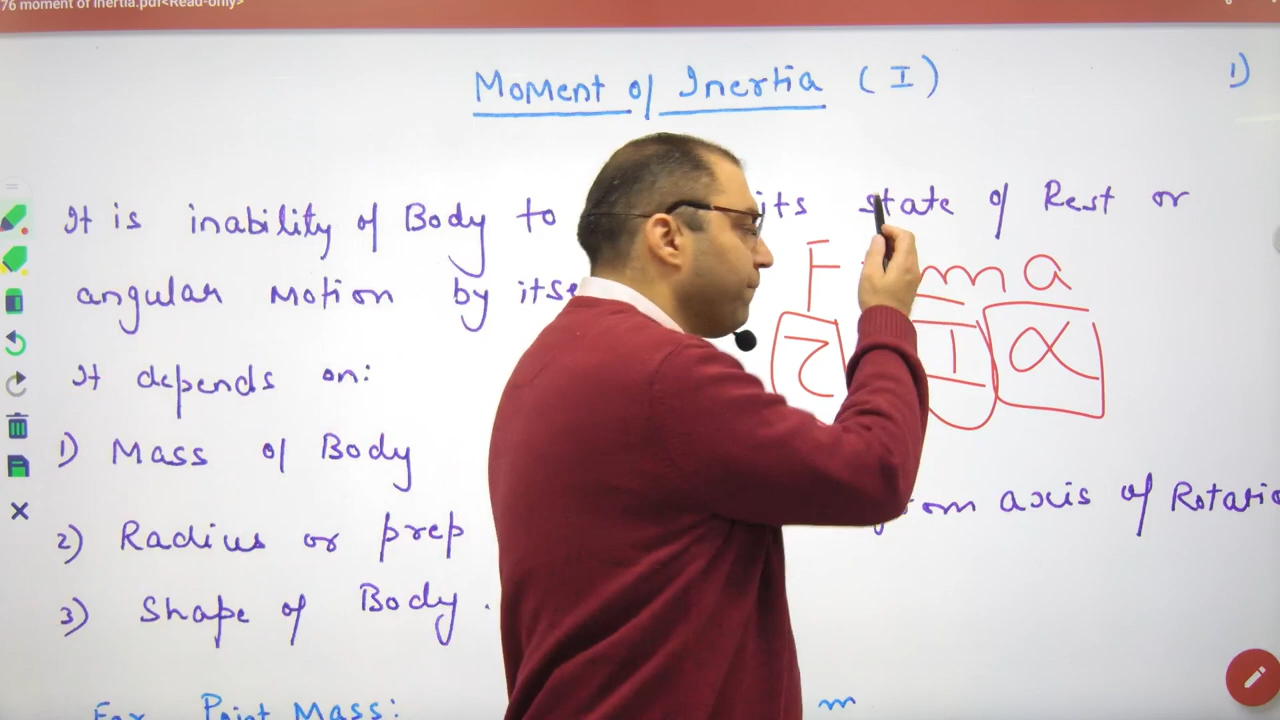 76 moment of inertia.pdf<Read-only>
Moment of Inertia (I)
1)
It is inability of Body to its state of Rest or
angular Motion by itse
F ma
τ I α
It depends on:
1) Mass of Body
2) Radius or prep from axis of Rotatio
3) Shape of Body.
For Point Mass: m